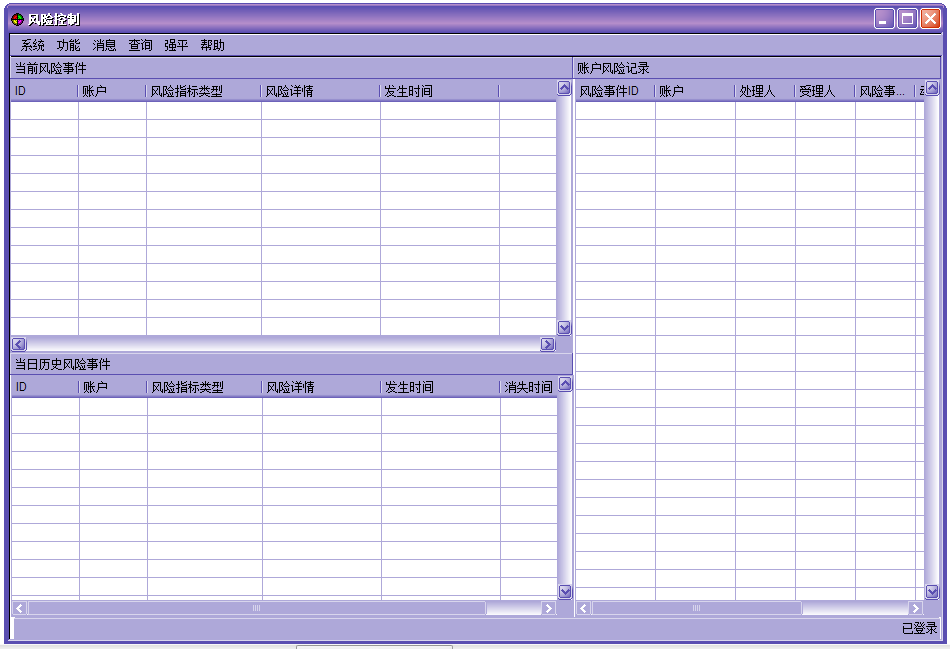 风险控制
系统 功能 消息 查询 强平 帮助
当前风险事件
ID 账户 风险指标类型 风险详情 发生时间
账户风险记录
风险事件ID 账户 处理人 受理人 风险事...
当日历史风险事件
ID 账户 风险指标类型 风险详情 发生时间 消失时间
已登录